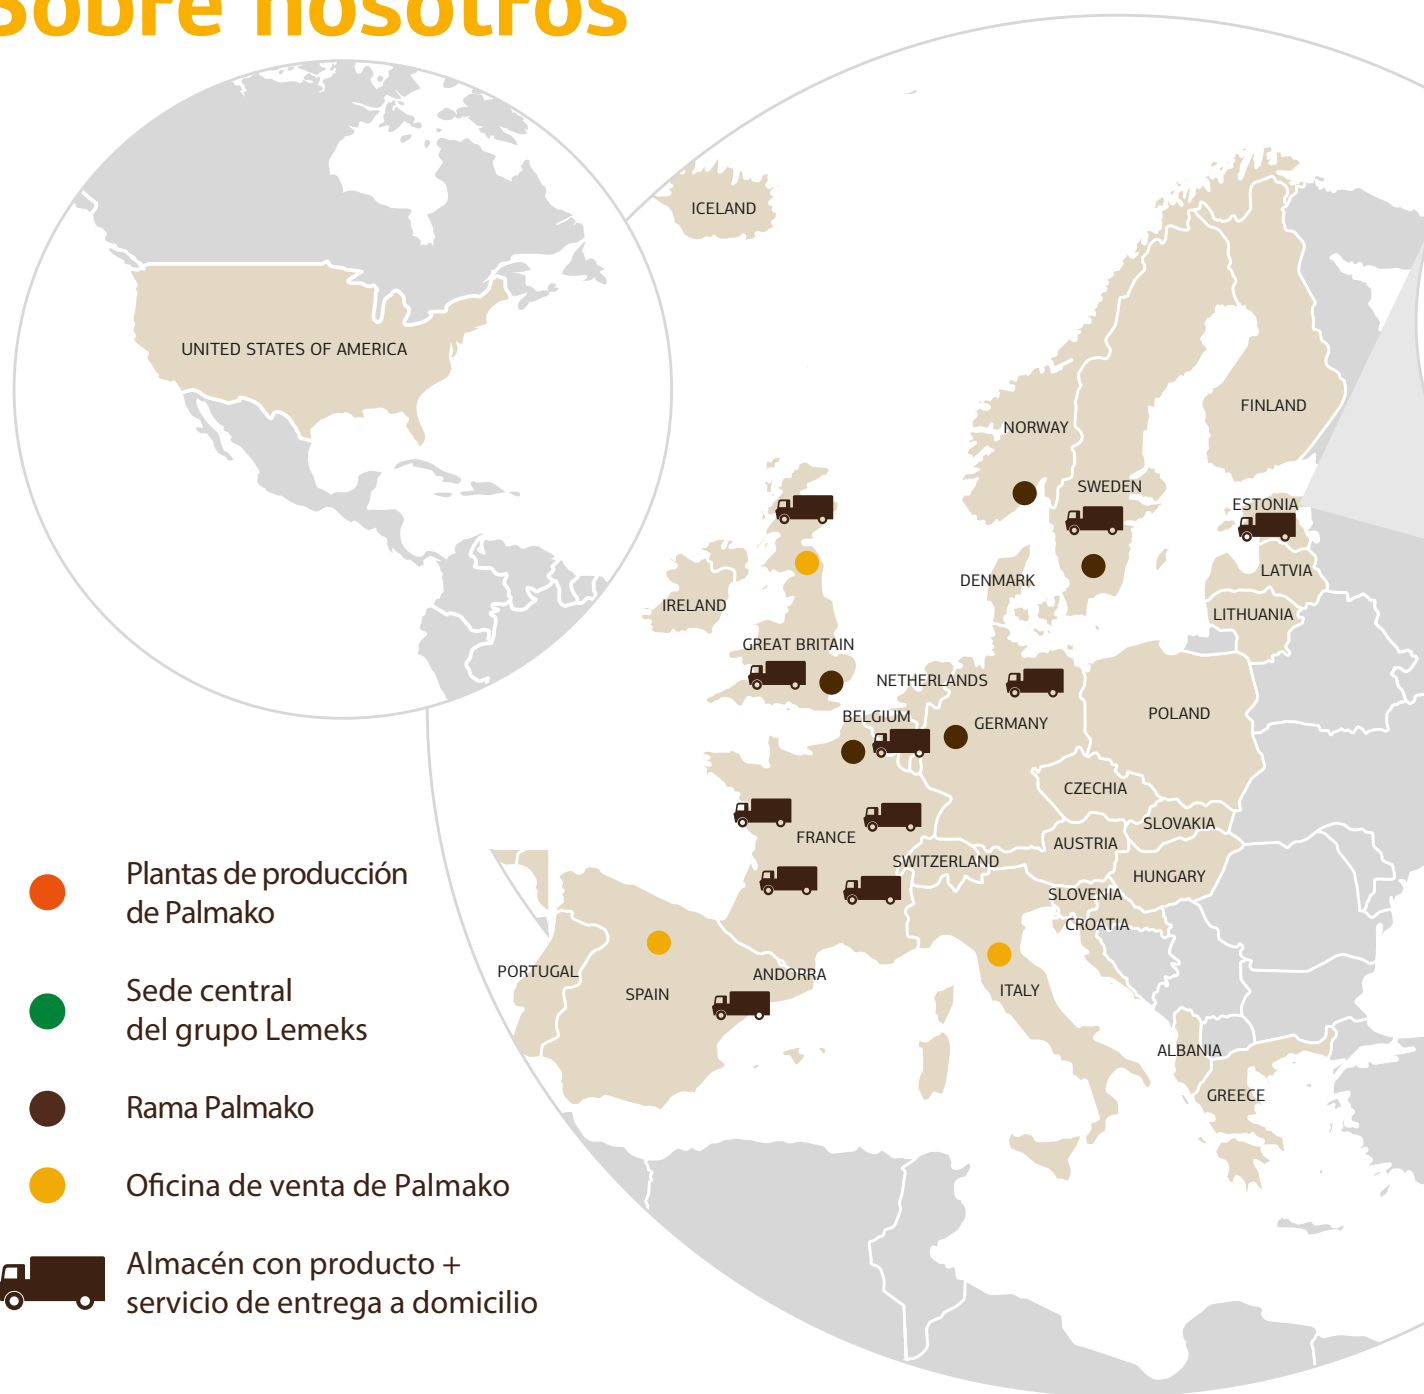 Sobre nosotros
ICELAND
UNITED STATES OF AMERICA
FINLAND
NORWAY
SWEDEN
ESTONIA
DENMARK
LATVIA
IRELAND
LITHUANIA
GREAT BRITAIN
NETHERLANDS
BELGIUM
GERMANY
POLAND
CZECHIA
SLOVAKIA
FRANCE
AUSTRIA
SWITZERLAND
HUNGARY
SLOVENIA
CROATIA
PORTUGAL
ANDORRA
SPAIN
ITALY
ALBANIA
GREECE
Plantas de producción
de Palmako
Sede central
del grupo Lemeks
Rama Palmako
Oficina de venta de Palmako
Almacén con producto +
servicio de entrega a domicilio